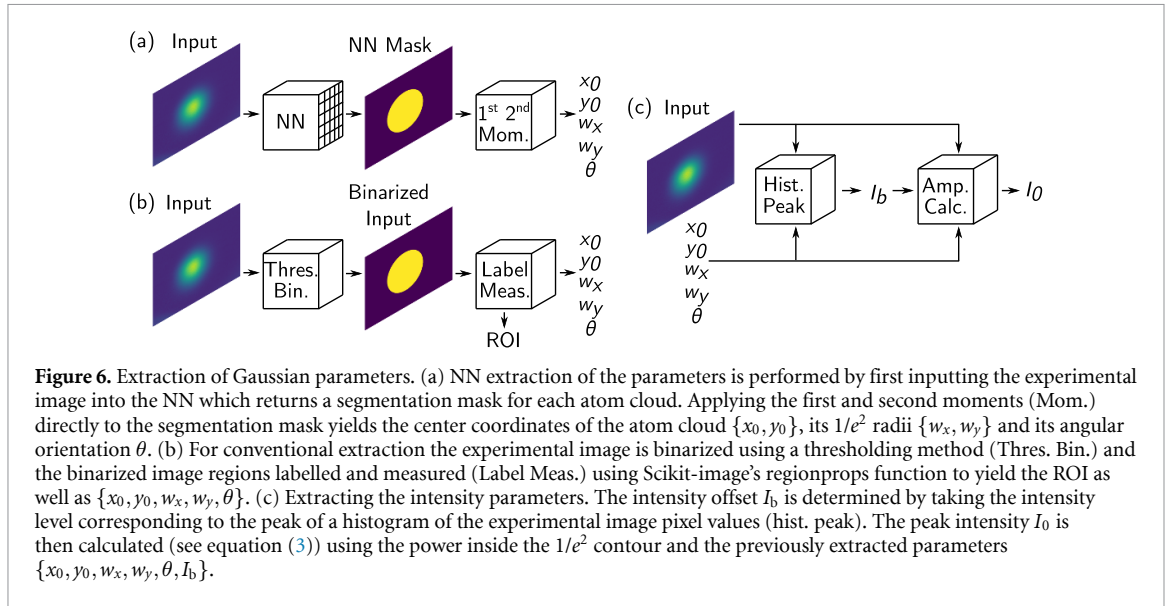 (a) Input
NN Mask
NN
1st 2nd
Mom.
x0
y0
wx
wy
θ
(b) Input
Binarized
Input
Thres.
Bin.
Label
Meas.
ROI
x0
y0
wx
wy
θ
(c) Input
x0
y0
wx
wy
θ
Hist.
Peak
Ib
Amp.
Calc.
I0
Figure 6. Extraction of Gaussian parameters. (a) NN extraction of the parameters is performed by first inputting the experimental
image into the NN which returns a segmentation mask for each atom cloud. Applying the first and second moments (Mom.)
directly to the segmentation mask yields the center coordinates of the atom cloud {x0, y0}, its 1/e² radii {wx, wy} and its angular
orientation θ. (b) For conventional extraction the experimental image is binarized using a thresholding method (Thres. Bin.) and
the binarized image regions labelled and measured (Label Meas.) using Scikit-image's regionprops function to yield the ROI as
well as {x0, y0, wx, wy, θ}. (c) Extracting the intensity parameters. The intensity offset Ib is determined by taking the intensity
level corresponding to the peak of a histogram of the experimental image pixel values (hist. peak). The peak intensity I0 is
then calculated (see equation (3)) using the power inside the 1/e² contour and the previously extracted parameters
{x0, y0, wx, wy, θ, Ib}.